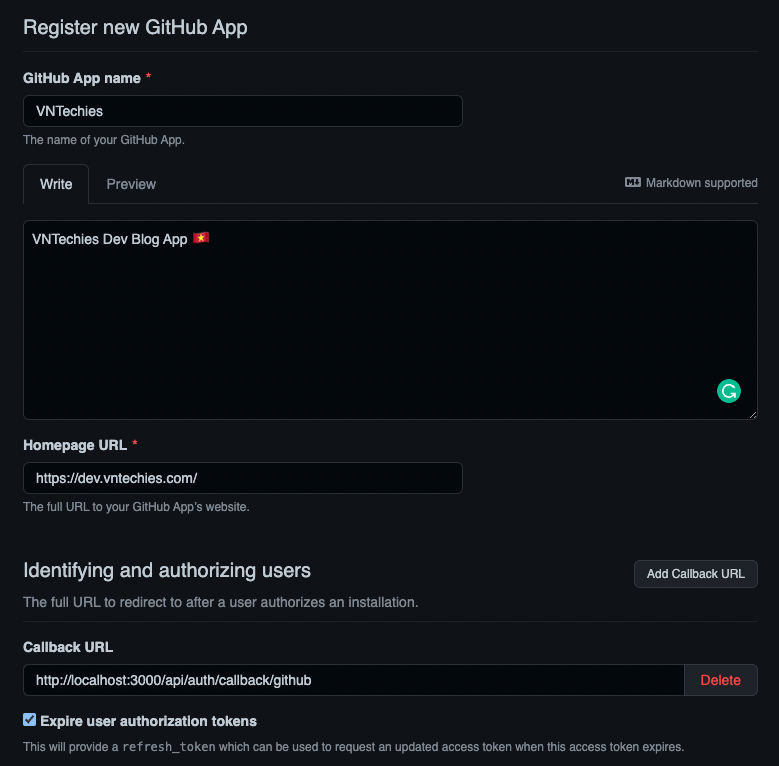 Register new GitHub App
GitHub App name *
VNTechies
The name of your GitHub App.
Write Preview Markdown supported
VNTechies Dev Blog App 🇻🇳
Homepage URL *
https://dev.vntechies.com/
The full URL to your GitHub App's website.
Identifying and authorizing users Add Callback URL
The full URL to redirect to after a user authorizes an installation.
Callback URL
http://localhost:3000/api/auth/callback/github Delete
Expire user authorization tokens
This will provide a refresh_token which can be used to request an updated access token when this access token expires.